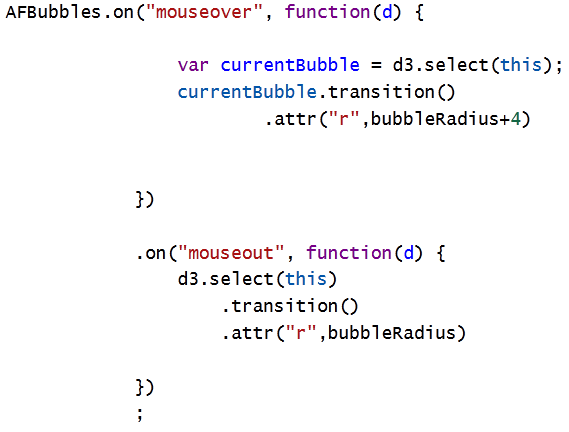 AFBubbles.on("mouseover", function(d) {
var currentBubble = d3.select(this);
currentBubble.transition()
.attr("r",bubbleRadius+4)
})
.on("mouseout", function(d) {
d3.select(this)
.transition()
.attr("r",bubbleRadius)
})
;